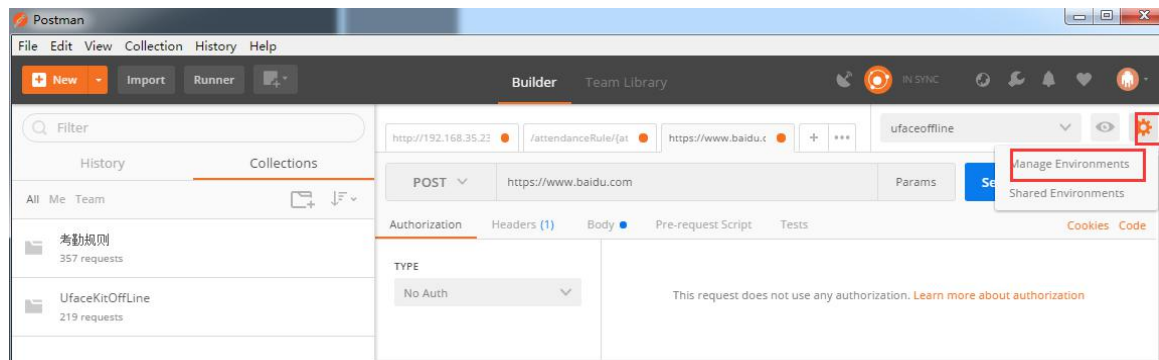 Postman
File Edit View Collection History Help
New Import Runner Builder Team Library IN SYNC
Filter
History Collections
All Me Team
考勤规则
357 requests
UfaceKitOffLine
219 requests
http://192.168.35.23 /attendanceRule/{at https://www.baidu.c + ufaceoffline
Manage Environments
Shared Environments
POST https://www.baidu.com Params Se
Authorization Headers (1) Body Pre-request Script Tests Cookies Code
TYPE
No Auth
This request does not use any authorization. Learn more about authorization